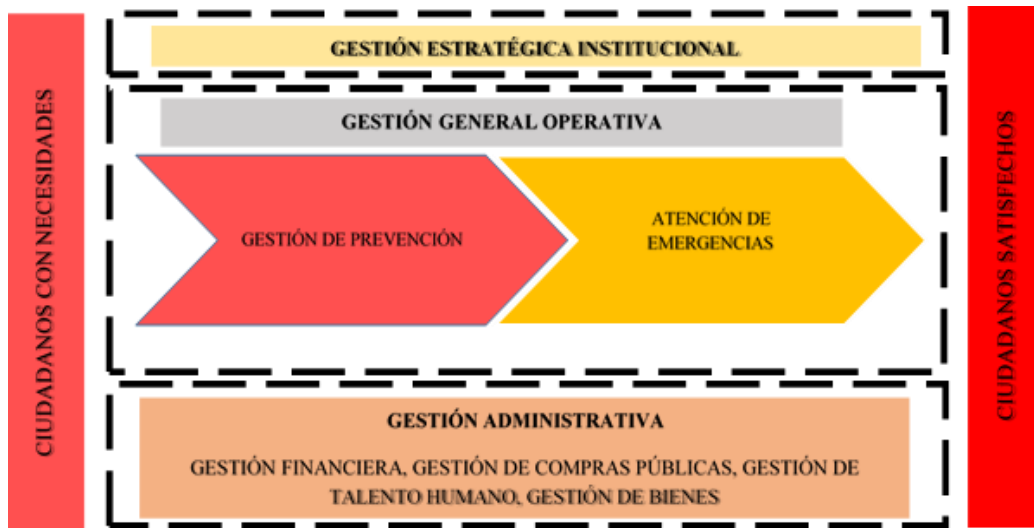 CIUDADANOS CON NECESIDADES
GESTIÓN ESTRATÉGICA INSTITUCIONAL
GESTIÓN GENERAL OPERATIVA
GESTIÓN DE PREVENCIÓN
ATENCIÓN DE
EMERGENCIAS
GESTIÓN ADMINISTRATIVA
GESTIÓN FINANCIERA, GESTIÓN DE COMPRAS PÚBLICAS, GESTIÓN DE
TALENTO HUMANO, GESTIÓN DE BIENES
CIUDADANOS SATISFECHOS